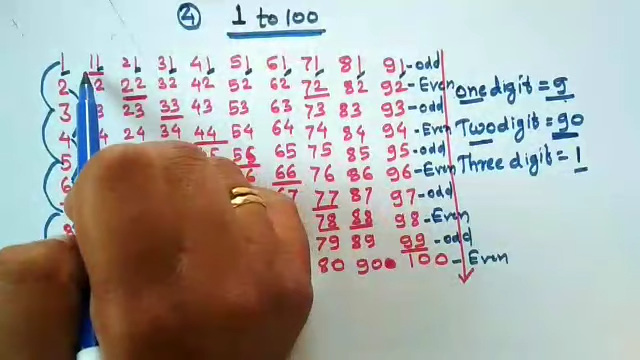 ④ 1 to 100
1 11 21 31 41 51 61 71 81 91 - odd
2 12 22 32 42 52 62 72 82 92 - Even
3 23 33 43 53 63 73 83 93 - odd
4 24 34 44 54 64 74 84 94 - Even
5 65 75 85 95 - odd
6 66 76 86 96 - Even
77 87 97 - odd
78 88 98 - Even
79 89 99 - odd
80 90 100 - Even
One digit = 9
Two digit = 90
Three digit = 1